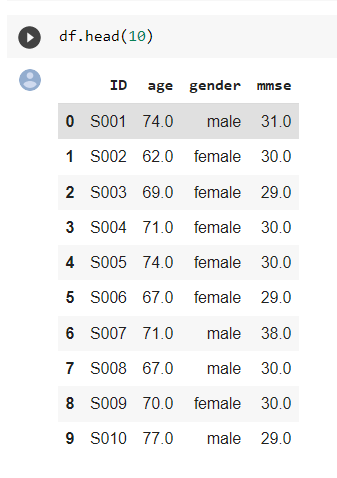 df.head(10)
ID age gender mmse
0 S001 74.0 male 31.0
1 S002 62.0 female 30.0
2 S003 69.0 female 29.0
3 S004 71.0 female 30.0
4 S005 74.0 female 30.0
5 S006 67.0 female 29.0
6 S007 71.0 male 38.0
7 S008 67.0 male 30.0
8 S009 70.0 female 30.0
9 S010 77.0 male 29.0